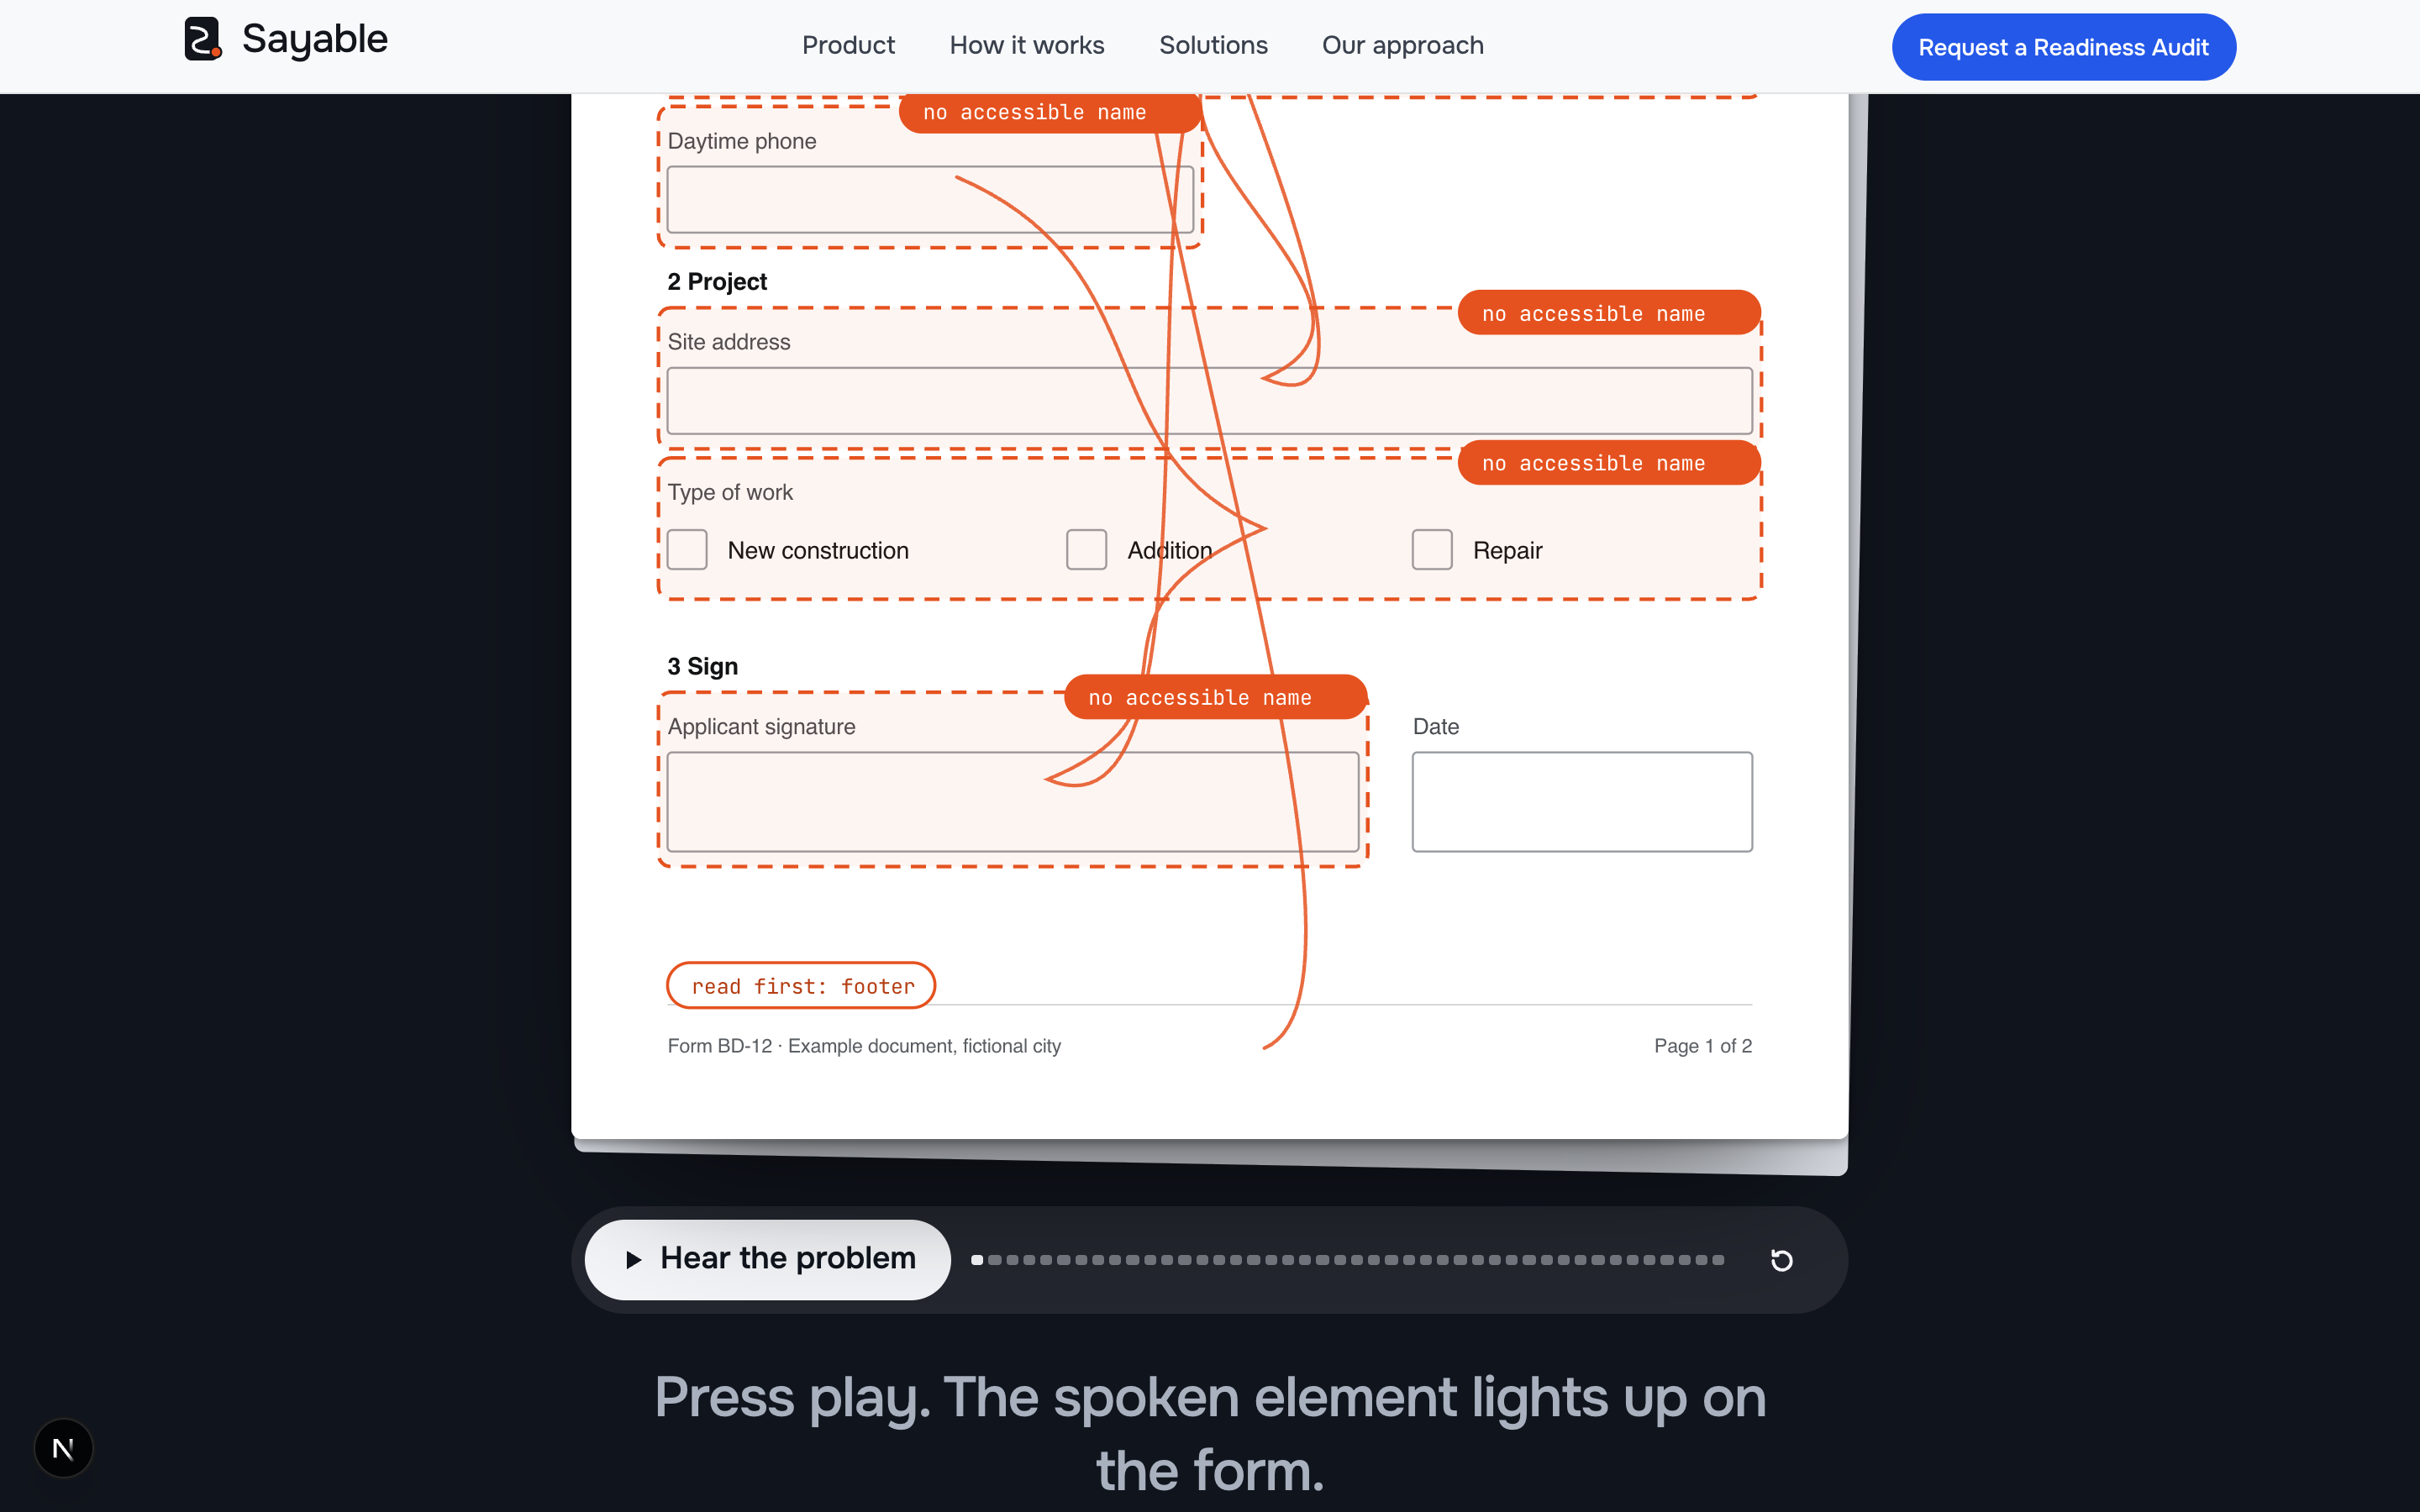 Sayable
Product
How it works
Solutions
Our approach
Request a Readiness Audit
no accessible name
Daytime phone
2 Project
no accessible name
Site address
no accessible name
Type of work
New construction
Addition
Repair
3 Sign
no accessible name
Applicant signature
Date
read first: footer
Form BD-12 · Example document, fictional city
Page 1 of 2
Hear the problem
Press play. The spoken element lights up on
the form.
N